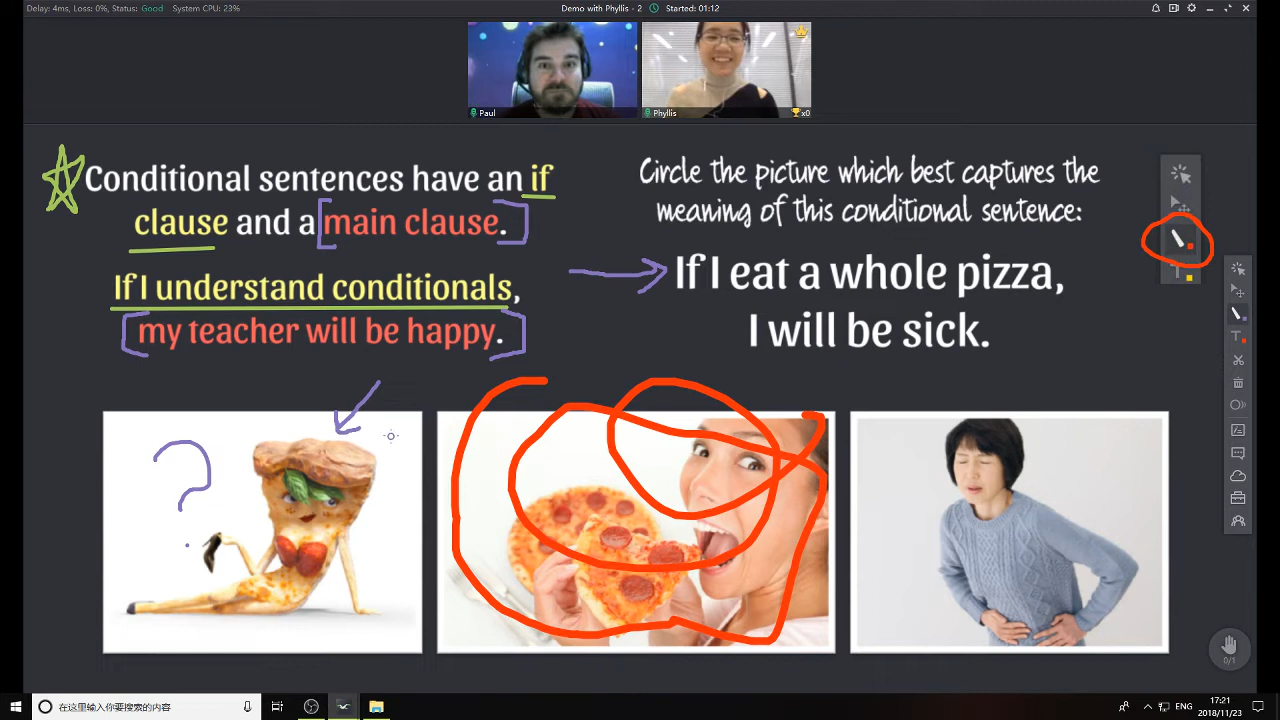 Delay: 4ms, Loss: 0%, Status: Good System CPU: 23%
Demo with Phyllis - 2 Started: 01:12
Paul
Phyllis
x0
Conditional sentences have an if
clause and a main clause.
If I understand conditionals,
my teacher will be happy.
Circle the picture which best captures the
meaning of this conditional sentence:
If I eat a whole pizza,
I will be sick.
?
T
T
0/1
在这里输入你要搜索的内容
ENG
17:21
2018/11/23